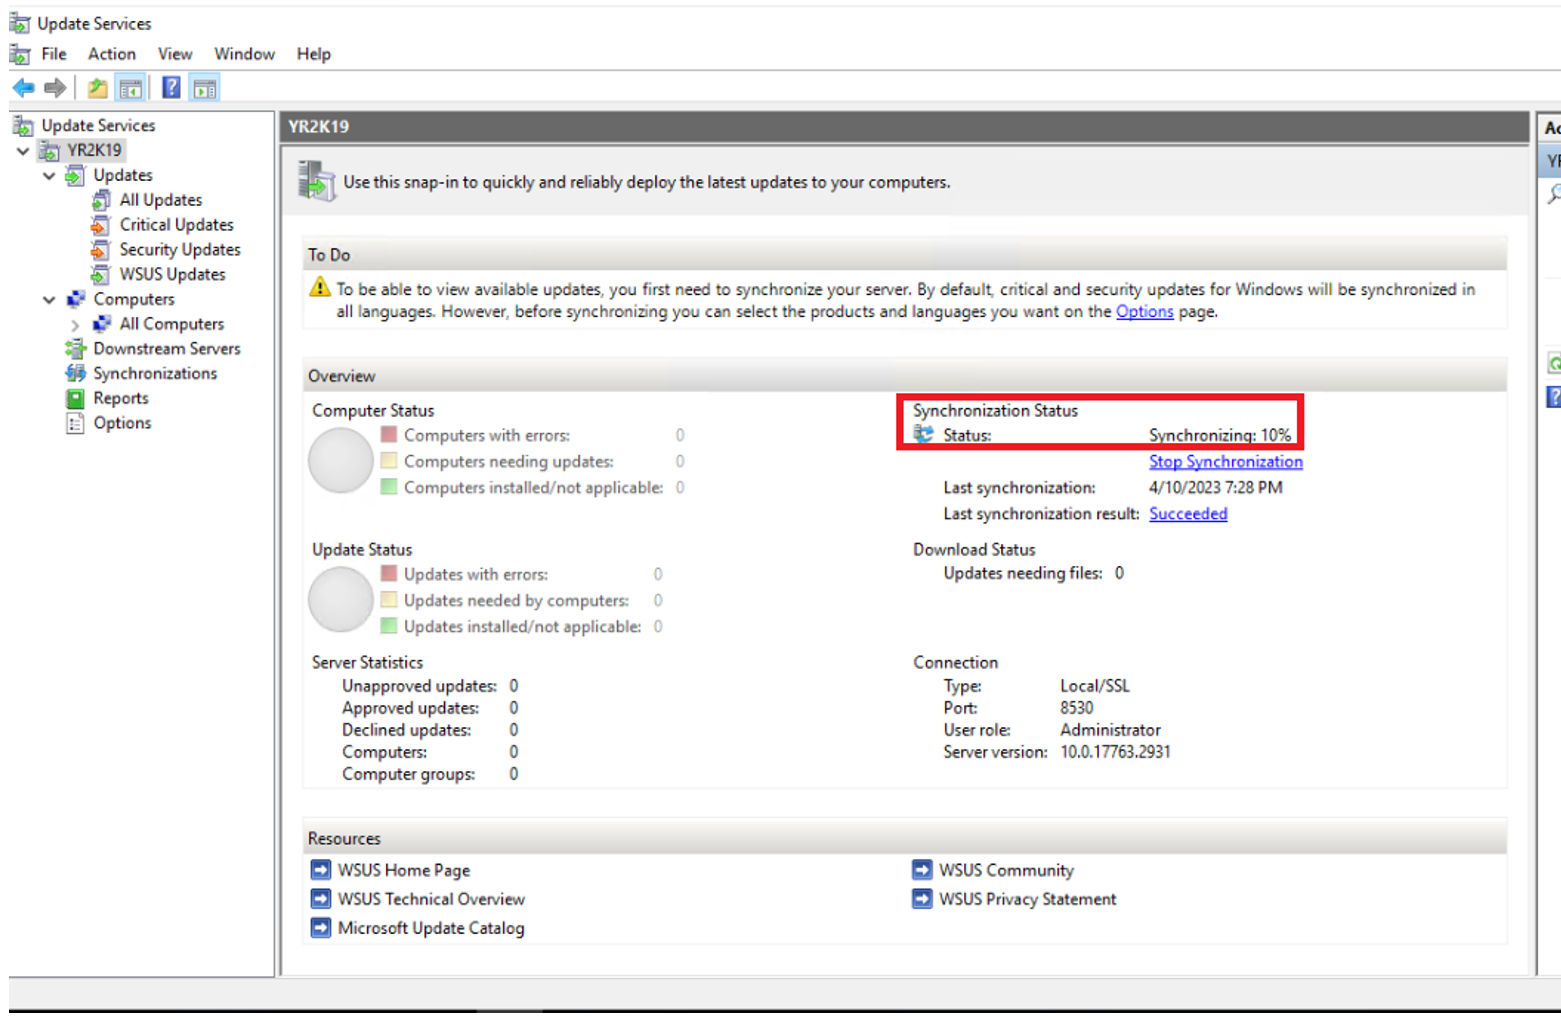 Update Services
File Action View Window Help
Update Services
YR2K19
Updates
All Updates
Critical Updates
Security Updates
WSUS Updates
Computers
All Computers
Downstream Servers
Synchronizations
Reports
Options
YR2K19
Use this snap-in to quickly and reliably deploy the latest updates to your computers.
To Do
To be able to view available updates, you first need to synchronize your server. By default, critical and security updates for Windows will be synchronized in
all languages. However, before synchronizing you can select the products and languages you want on the Options page.
Overview
Computer Status
Computers with errors: 0
Computers needing updates: 0
Computers installed/not applicable: 0
Synchronization Status
Status: Synchronizing: 10%
Stop Synchronization
Last synchronization: 4/10/2023 7:28 PM
Last synchronization result: Succeeded
Update Status
Updates with errors: 0
Updates needed by computers: 0
Updates installed/not applicable: 0
Download Status
Updates needing files: 0
Server Statistics
Unapproved updates: 0
Approved updates: 0
Declined updates: 0
Computers: 0
Computer groups: 0
Connection
Type: Local/SSL
Port: 8530
User role: Administrator
Server version: 10.0.17763.2931
Resources
WSUS Home Page
WSUS Technical Overview
Microsoft Update Catalog
WSUS Community
WSUS Privacy Statement